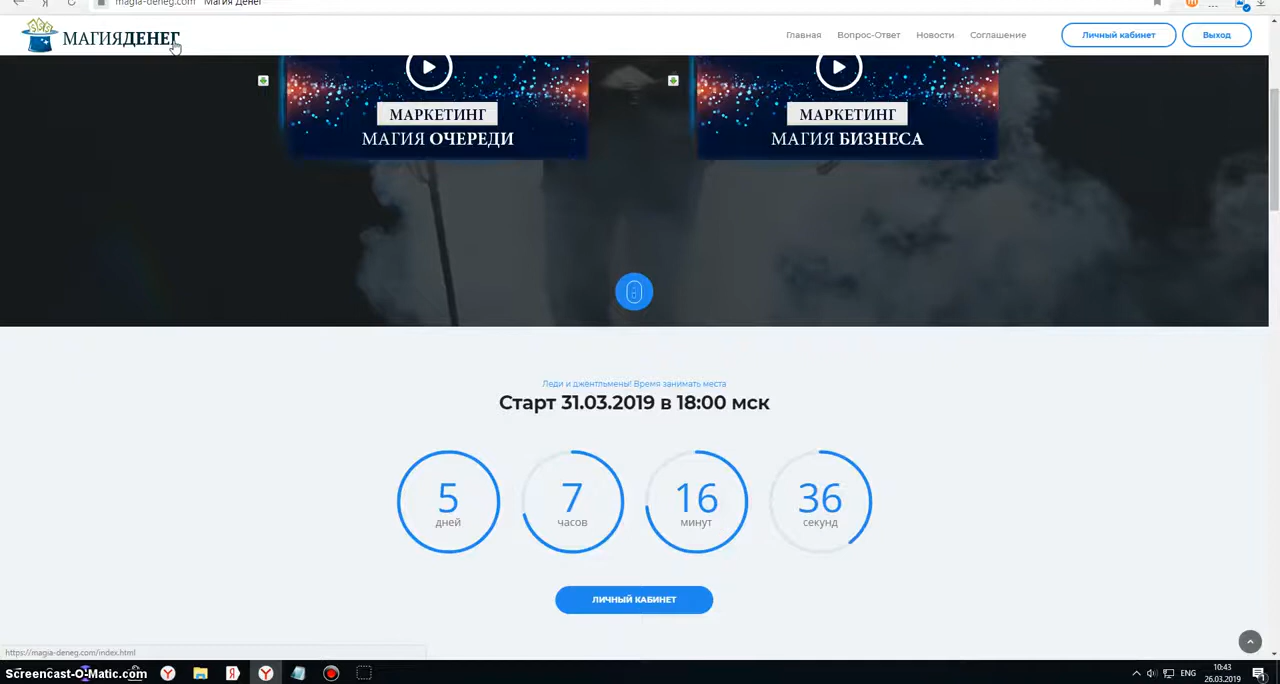 magia-deneg.com Магия Денег
МАГИЯДЕНЕГ
Главная Вопрос-Ответ Новости Соглашение Личный кабинет Выход
МАРКЕТИНГ
МАГИЯ ОЧЕРЕДИ
МАРКЕТИНГ
МАГИЯ БИЗНЕСА
Леди и джентльмены! Время занимать места
Старт 31.03.2019 в 18:00 мск
5 7 16 36
дней часов минут секунд
ЛИЧНЫЙ КАБИНЕТ
https://magia-deneg.com/index.html
Screencast-O-Matic.com
ENG
10:43
26.03.2019